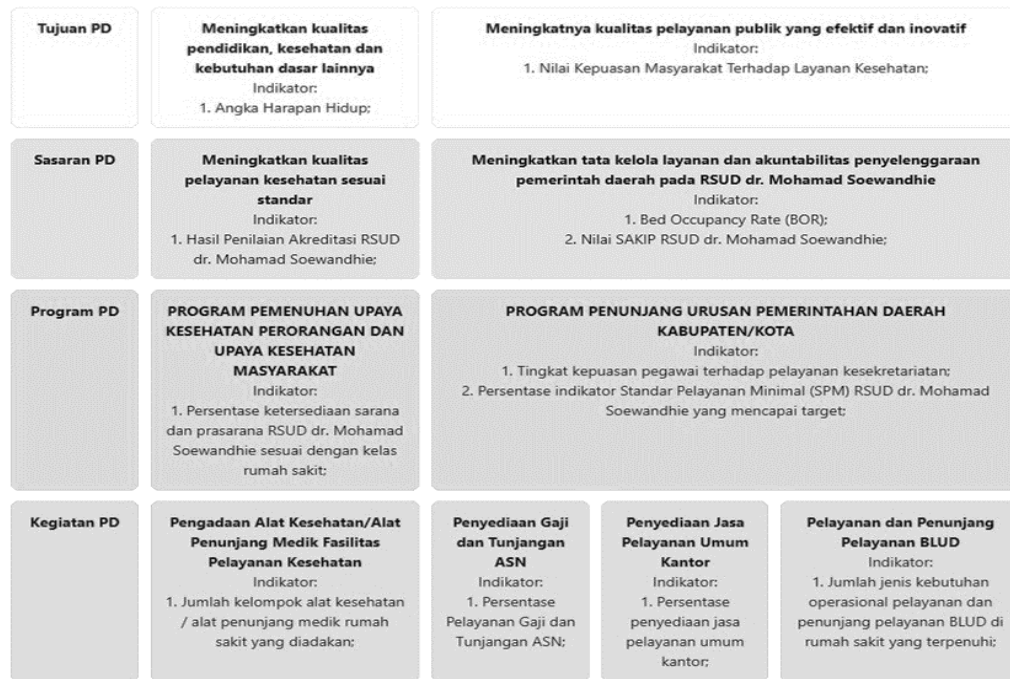 Tujuan PD
Meningkatkan kualitas
pendidikan, kesehatan dan
kebutuhan dasar lainnya
Indikator:
1. Angka Harapan Hidup;
Meningkatnya kualitas pelayanan publik yang efektif dan inovatif
Indikator:
1. Nilai Kepuasan Masyarakat Terhadap Layanan Kesehatan;
Sasaran PD
Meningkatkan kualitas
pelayanan kesehatan sesuai
standar
Indikator:
1. Hasil Penilaian Akreditasi RSUD
dr. Mohamad Soewandhie;
Meningkatkan tata kelola layanan dan akuntabilitas penyelenggaraan
pemerintah daerah pada RSUD dr. Mohamad Soewandhie
Indikator:
1. Bed Occupancy Rate (BOR);
2. Nilai SAKIP RSUD dr. Mohamad Soewandhie;
Program PD
PROGRAM PEMENUHAN UPAYA
KESEHATAN PERORANGAN DAN
UPAYA KESEHATAN
MASYARAKAT
Indikator:
1. Persentase ketersediaan sarana
dan prasarana RSUD dr. Mohamad
Soewandhie sesuai dengan kelas
rumah sakit;
PROGRAM PENUNJANG URUSAN PEMERINTAHAN DAERAH
KABUPATEN/KOTA
Indikator:
1. Tingkat kepuasan pegawai terhadap pelayanan kesekretariatan;
2. Persentase indikator Standar Pelayanan Minimal (SPM) RSUD dr. Mohamad
Soewandhie yang mencapai target;
Kegiatan PD
Pengadaan Alat Kesehatan/Alat
Penunjang Medik Fasilitas
Pelayanan Kesehatan
Indikator:
1. Jumlah kelompok alat kesehatan
/ alat penunjang medik rumah
sakit yang diadakan;
Penyediaan Gaji
dan Tunjangan
ASN
Indikator:
1. Persentase
Pelayanan Gaji dan
Tunjangan ASN;
Penyediaan Jasa
Pelayanan Umum
Kantor
Indikator:
1. Persentase
penyediaan jasa
pelayanan umum
kantor;
Pelayanan dan Penunjang
Pelayanan BLUD
Indikator:
1. Jumlah jenis kebutuhan
operasional pelayanan dan
penunjang pelayanan BLUD di
rumah sakit yang terpenuhi;